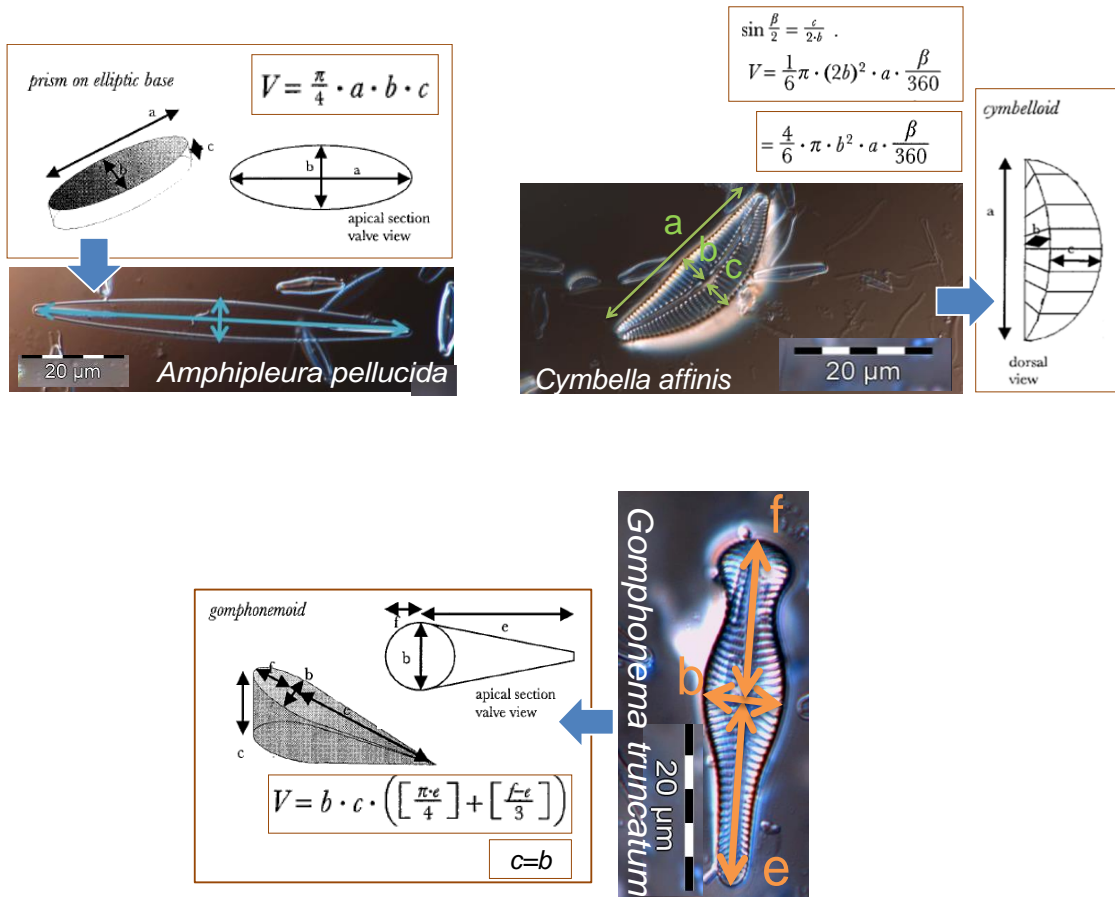 prism on elliptic base
V = π/4 · a · b · c
a
c
b
b
a
apical section
valve view
20 µm
Amphipleura pellucida
sin β/2 = c/2·b .
V = 1/6 π · (2b)² · a · β/360
= 4/6 · π · b² · a · β/360
cymbelloid
a
b
c
dorsal
view
a
b
c
Cymbella affinis
20 µm
gomphonemoid
f
e
b
apical section
valve view
f
b
e
c
V = b · c · ([π·e/4] + [f−e/3])
c=b
Gomphonema truncatum
f
b
e
20 µm